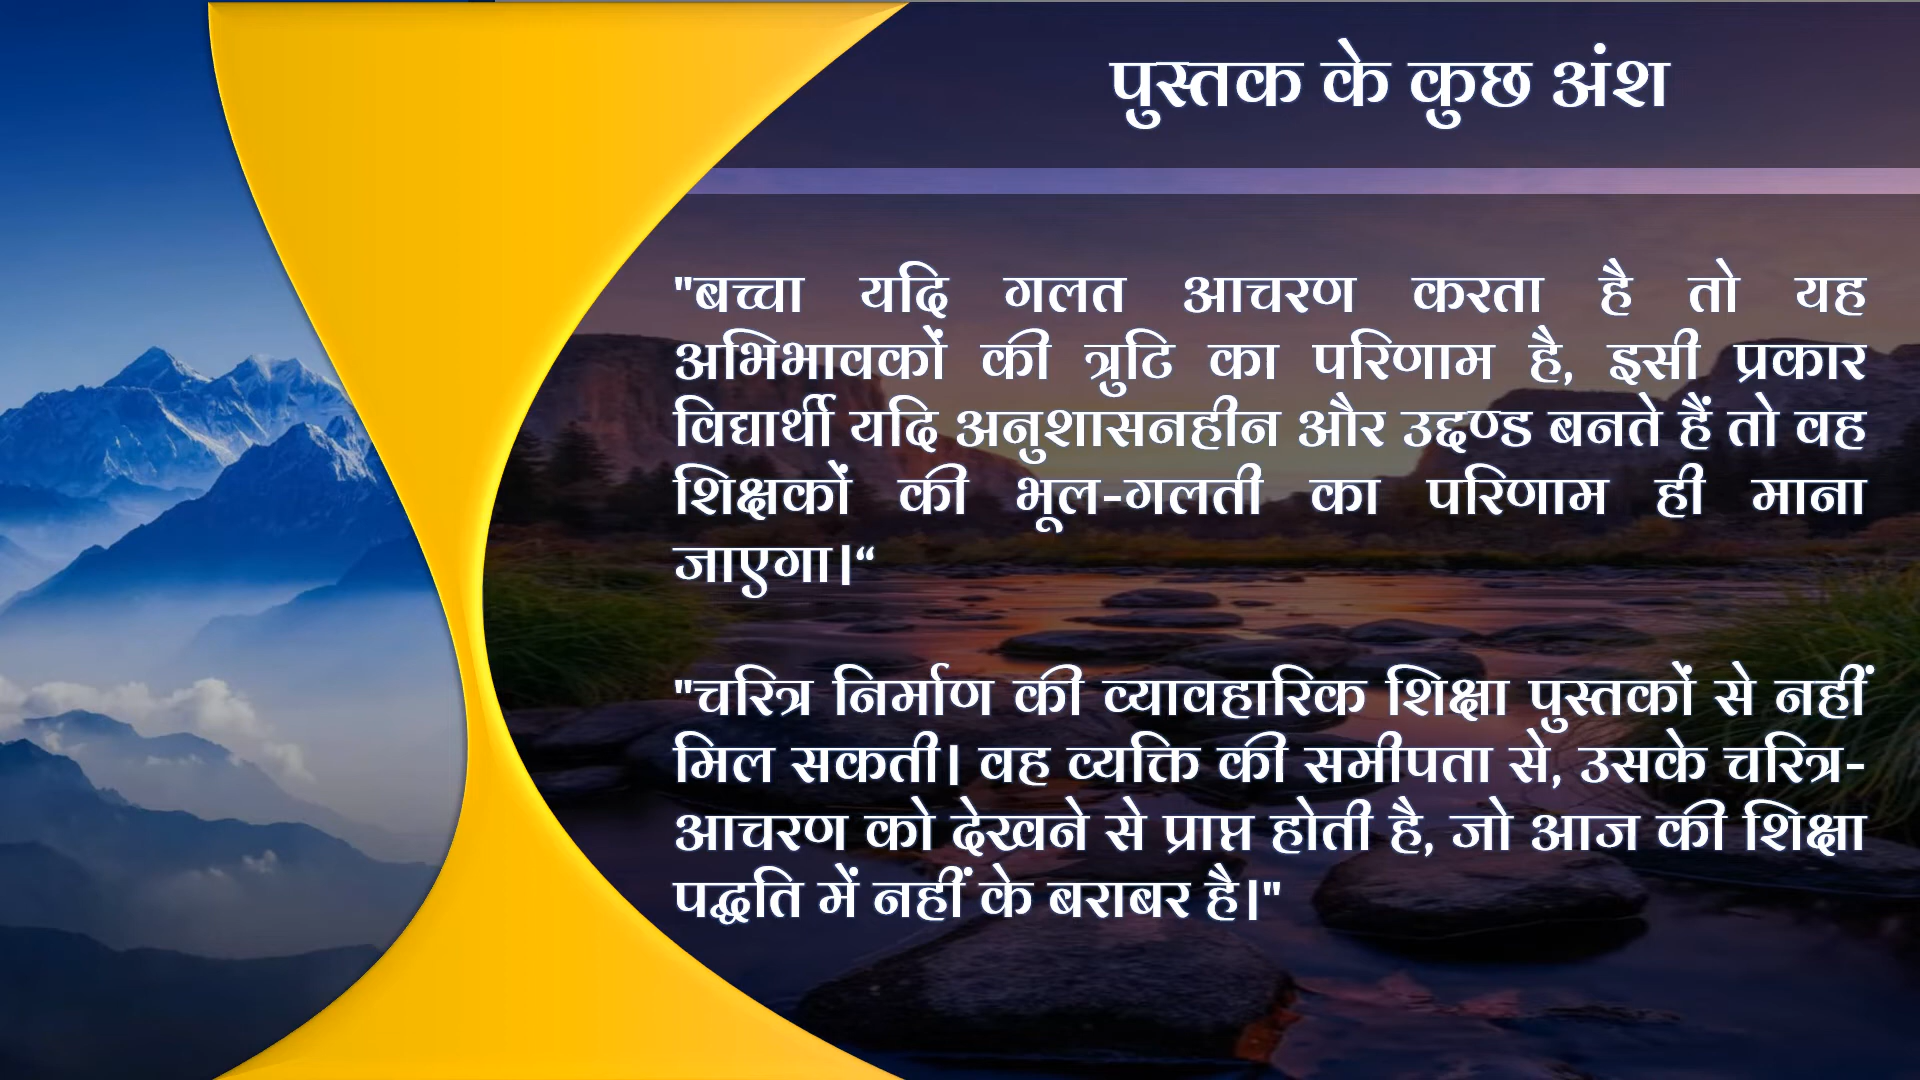 पुस्तक के कुछ अंश
"बच्चा यदि गलत आचरण करता है तो यह
अभिभावकों की त्रुटि का परिणाम है, इसी प्रकार
विद्यार्थी यदि अनुशासनहीन और उद्दण्ड बनते हैं तो वह
शिक्षकों की भूल-गलती का परिणाम ही माना
जाएगा।“
"चरित्र निर्माण की व्यावहारिक शिक्षा पुस्तकों से नहीं
मिल सकती। वह व्यक्ति की समीपता से, उसके चरित्र-
आचरण को देखने से प्राप्त होती है, जो आज की शिक्षा
पद्धति में नहीं के बराबर है।"